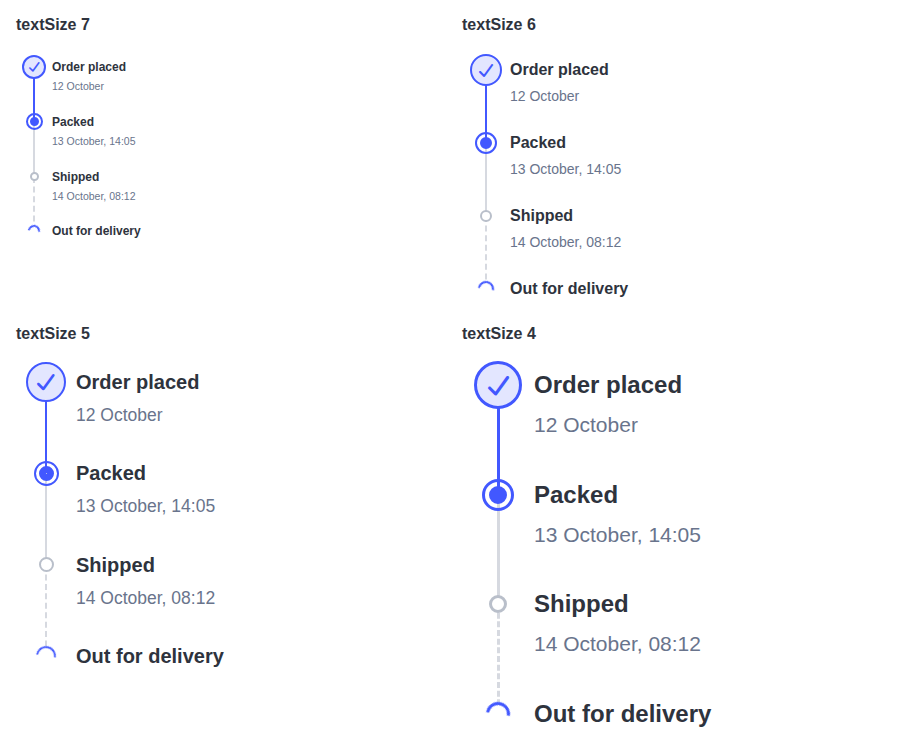 textSize 7
Order placed
12 October
Packed
13 October, 14:05
Shipped
14 October, 08:12
Out for delivery
textSize 6
Order placed
12 October
Packed
13 October, 14:05
Shipped
14 October, 08:12
Out for delivery
textSize 5
Order placed
12 October
Packed
13 October, 14:05
Shipped
14 October, 08:12
Out for delivery
textSize 4
Order placed
12 October
Packed
13 October, 14:05
Shipped
14 October, 08:12
Out for delivery